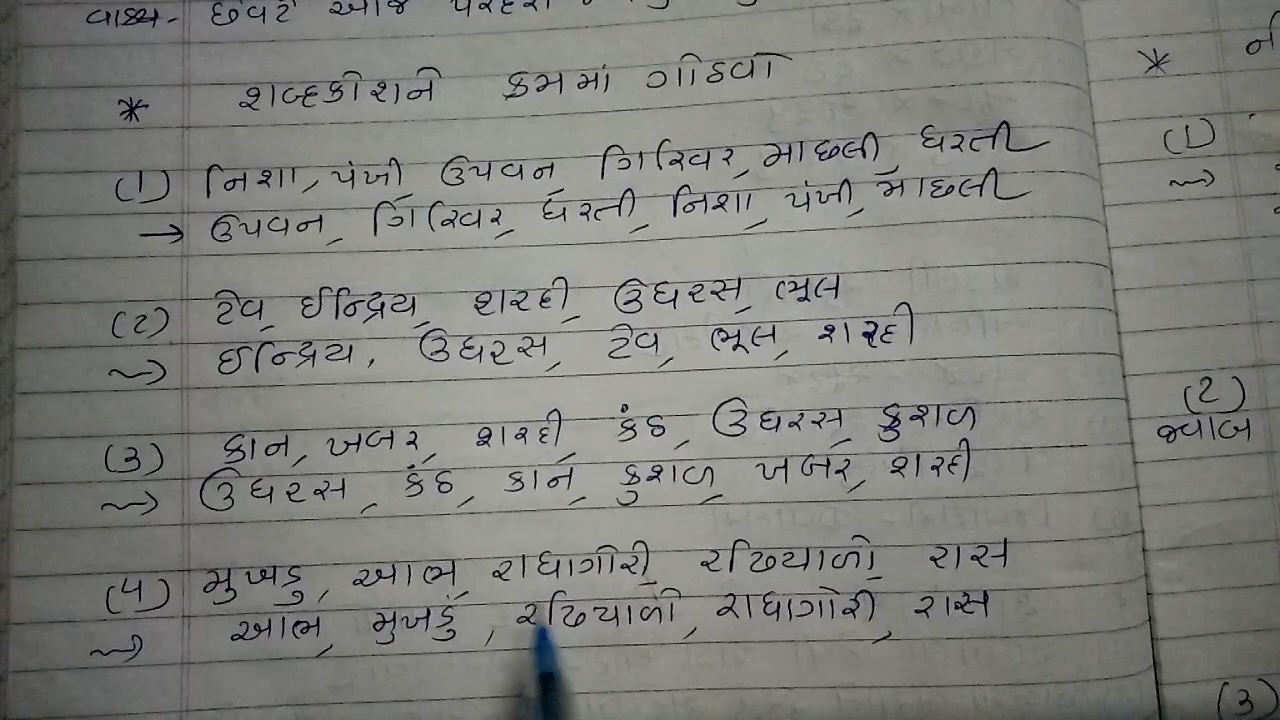 વાક્ય - છેવટે આજે
* શબ્દકોશને ક્રમમાં ગોઠવો
(1) નિશા, પંખી, ઉપવન, ગિરિવર, માછલી, ધરતી
→ ઉપવન, ગિરિવર, ધરતી, નિશા, પંખી, માછલી
(2) ટેવ, ઈન્દ્રિય, શરદી, ઉધરસ, ભૂલ
→ ઈન્દ્રિય, ઉધરસ, ટેવ, ભૂલ, શરદી
(3) કાન, ખબર, શરદી, કંઠ, ઉધરસ, કુશળ
→ ઉધરસ, કંઠ, કાન, કુશળ, ખબર, શરદી
(4) મુખડુ, આભ, રાધાગોરી, રઢિયાળો, રાસ
→ આભ, મુખડું, રઢિયાળો, રાધાગોરી, રાસ
*
(1)
→
(2)
જવાબ
(3)